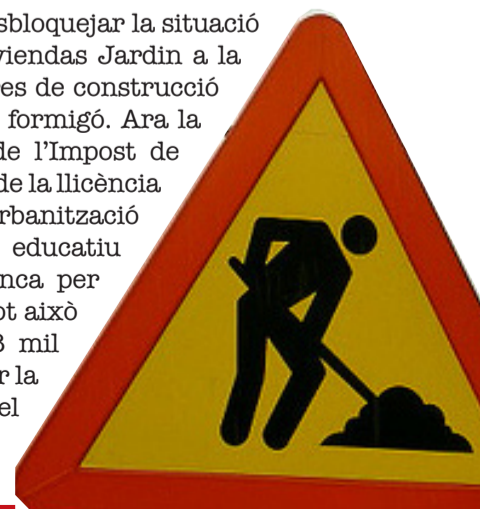 sbloquejar la situació
viendas Jardin a la
res de construcció
formigó. Ara la
de l'Impost de
de la llicència
rbanització
educatiu
nca per
ot això
mil
r la
el